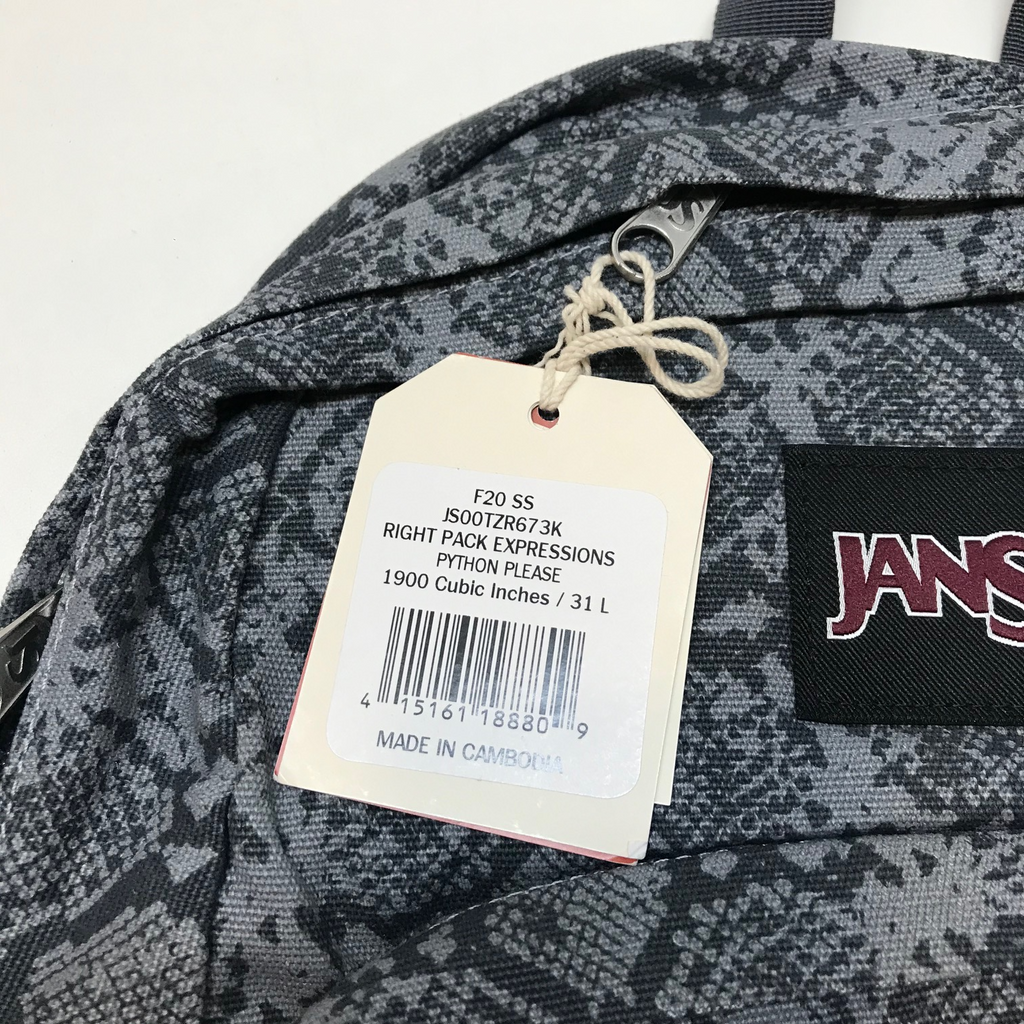 F20 SS
JS00TZR673K
RIGHT PACK EXPRESSIONS
PYTHON PLEASE
1900 Cubic Inches / 31 L
4 15161 18880 9
MADE IN CAMBODIA
JANS